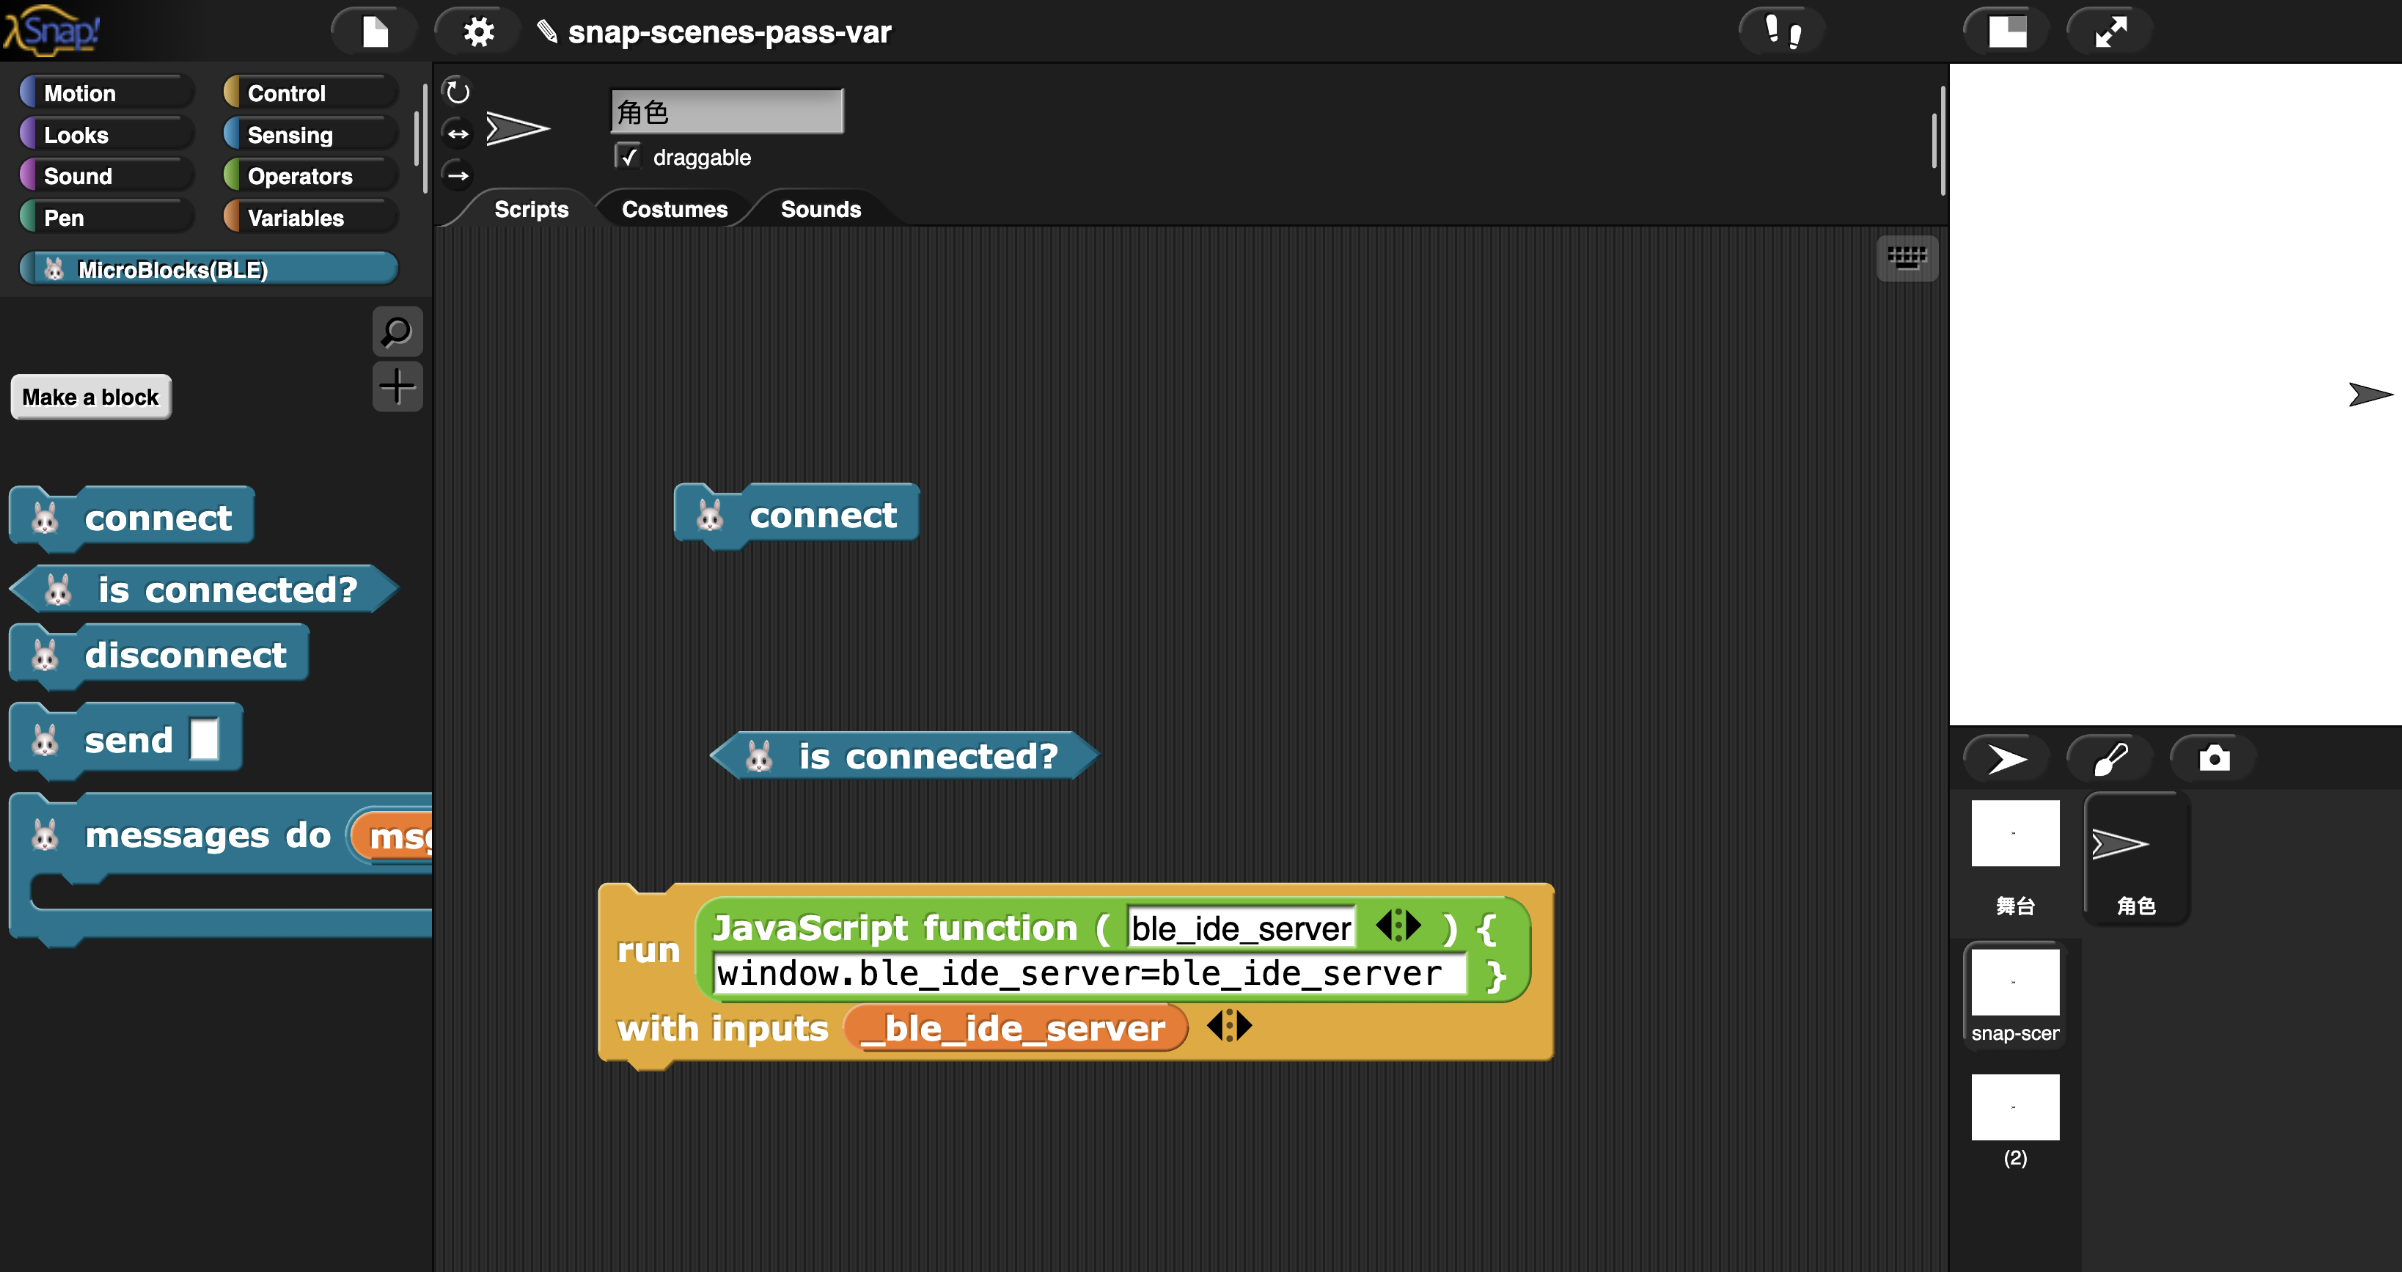 λSnap!
snap-scenes-pass-var
Motion
Control
Looks
Sensing
Sound
Operators
Pen
Variables
MicroBlocks(BLE)
角色
draggable
Scripts
Costumes
Sounds
Make a block
connect
is connected?
disconnect
send
messages do
connect
is connected?
run JavaScript function ( ble_ide_server ) {
window.ble_ide_server=ble_ide_server }
with inputs _ble_ide_server
舞台
角色
snap-scer
(2)